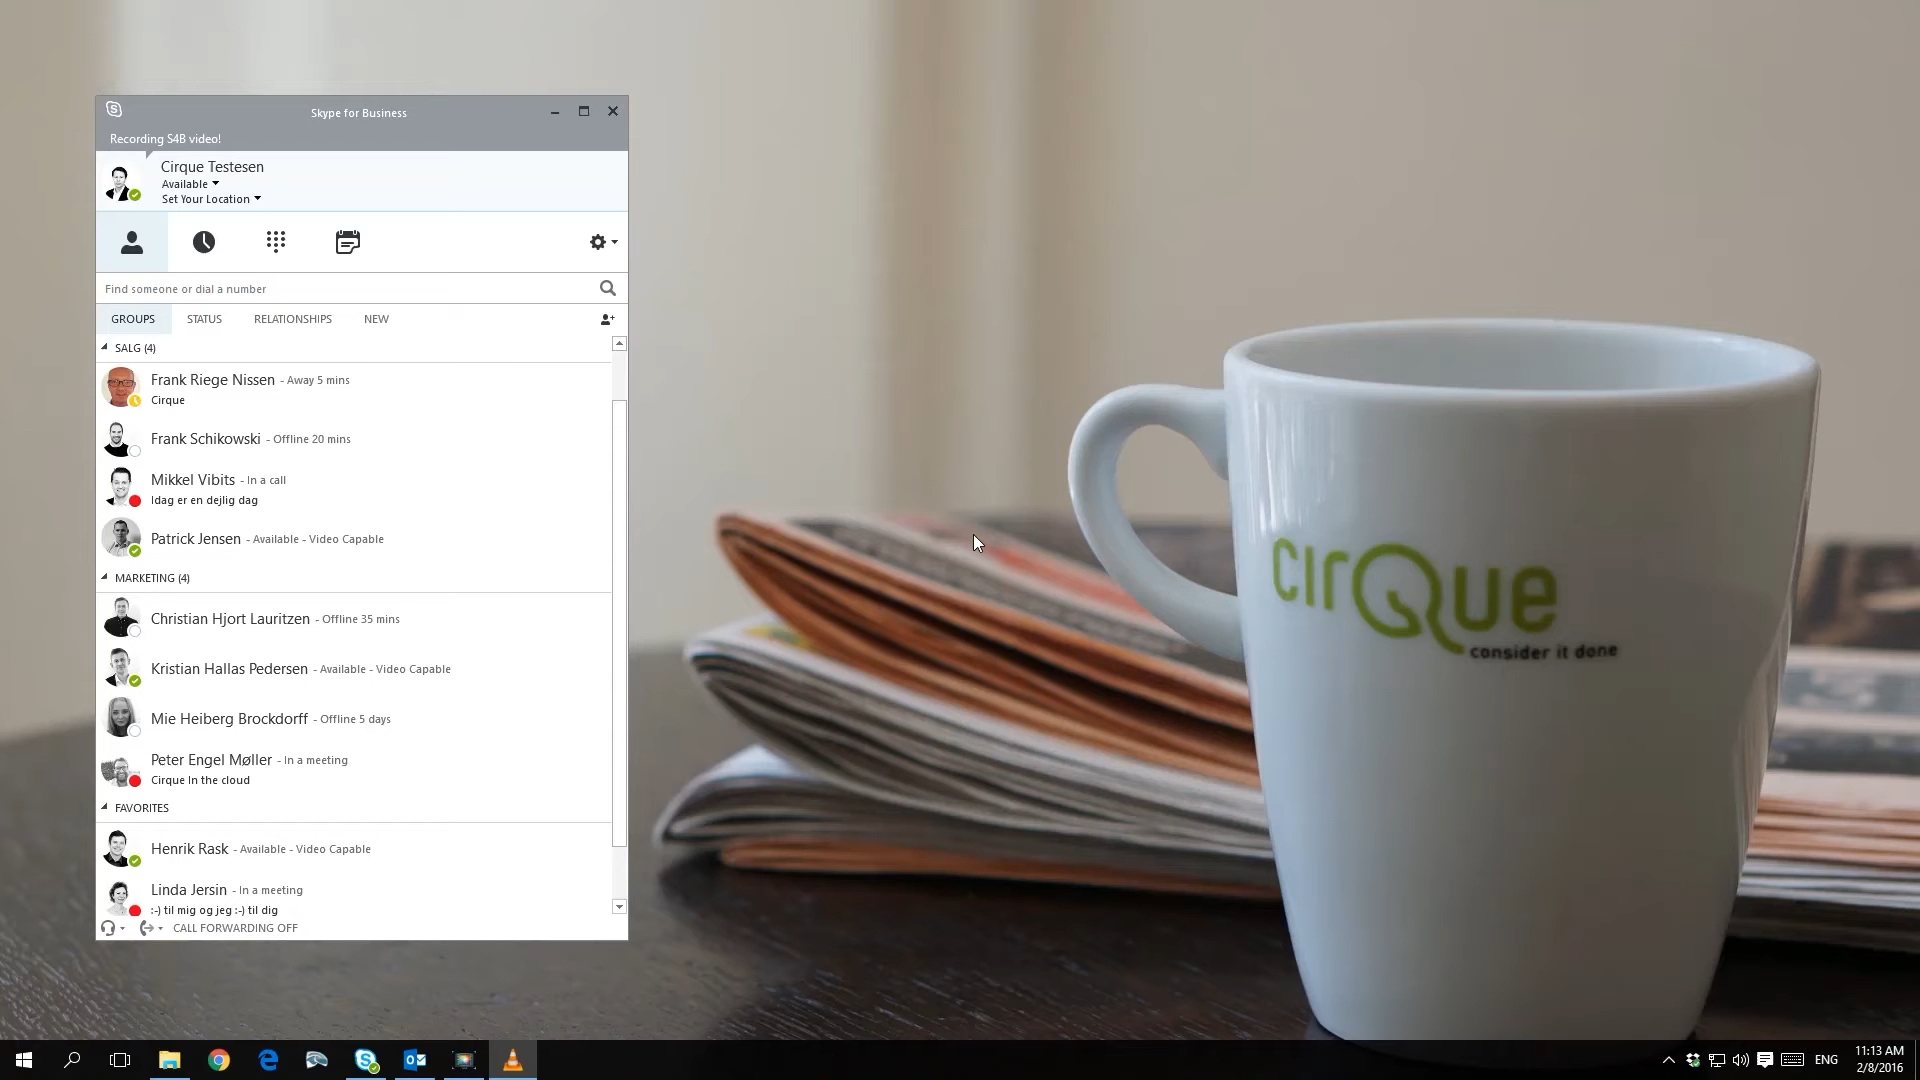 Skype for Business
Recording S4B video!
Cirque Testesen
Available
Set Your Location
Find someone or dial a number
GROUPS STATUS RELATIONSHIPS NEW
SALG (4)
Frank Riege Nissen - Away 5 mins
Cirque
Frank Schikowski - Offline 20 mins
Mikkel Vibits - In a call
Idag er en dejlig dag
Patrick Jensen - Available - Video Capable
MARKETING (4)
Christian Hjort Lauritzen - Offline 35 mins
Kristian Hallas Pedersen - Available - Video Capable
Mie Heiberg Brockdorff - Offline 5 days
Peter Engel Møller - In a meeting
Cirque In the cloud
FAVORITES
Henrik Rask - Available - Video Capable
Linda Jersin - In a meeting
:-) til mig og jeg :-) til dig
CALL FORWARDING OFF
cirQue
consider it done
ENG
11:13 AM
2/8/2016